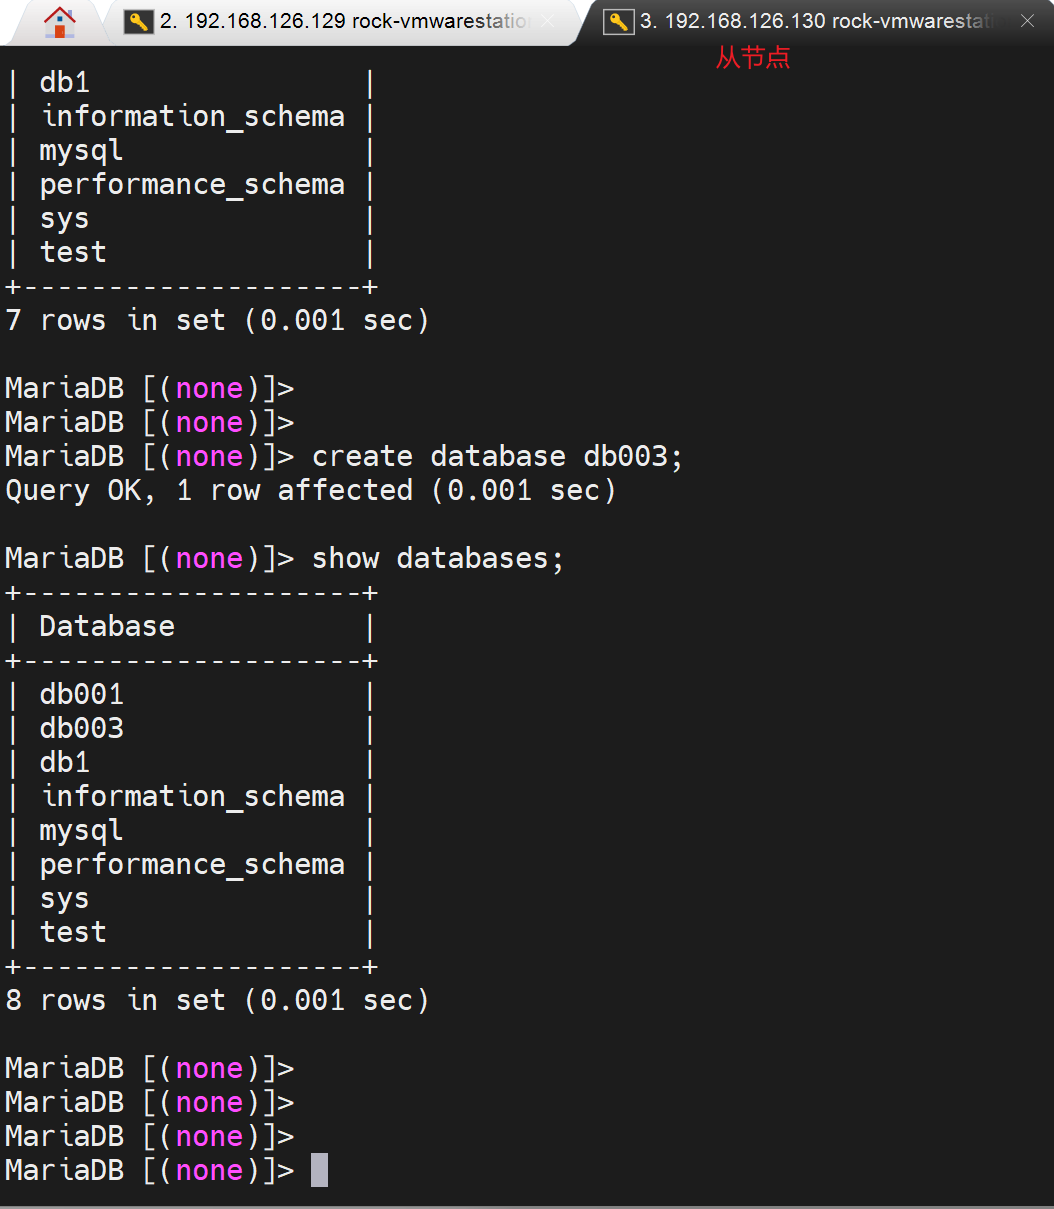 2. 192.168.126.129 rock-vmwarestation
3. 192.168.126.130 rock-vmwarestat
从节点
| db1                |
| information_schema |
| mysql              |
| performance_schema |
| sys                |
| test               |
+--------------------+
7 rows in set (0.001 sec)
MariaDB [(none)]>
MariaDB [(none)]>
MariaDB [(none)]> create database db003;
Query OK, 1 row affected (0.001 sec)
MariaDB [(none)]> show databases;
+--------------------+
| Database           |
+--------------------+
| db001              |
| db003              |
| db1                |
| information_schema |
| mysql              |
| performance_schema |
| sys                |
| test               |
+--------------------+
8 rows in set (0.001 sec)
MariaDB [(none)]>
MariaDB [(none)]>
MariaDB [(none)]>
MariaDB [(none)]>